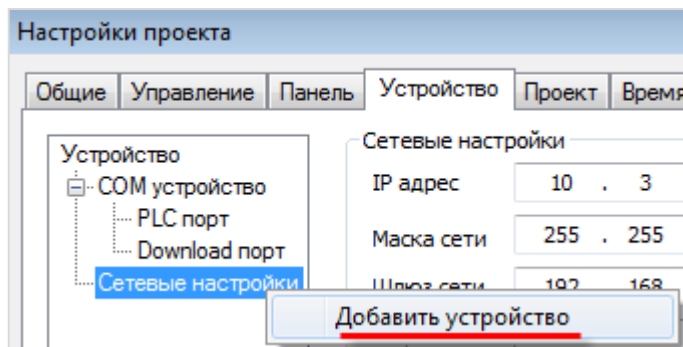 Настройки проекта
Общие Управление Панель Устройство Проект Время
Устройство
COM устройство
PLC порт
Download порт
Сетевые настройки
Сетевые настройки
IP адрес 10 . 3
Маска сети 255 . 255
Шлюз сети 192 168
Добавить устройство